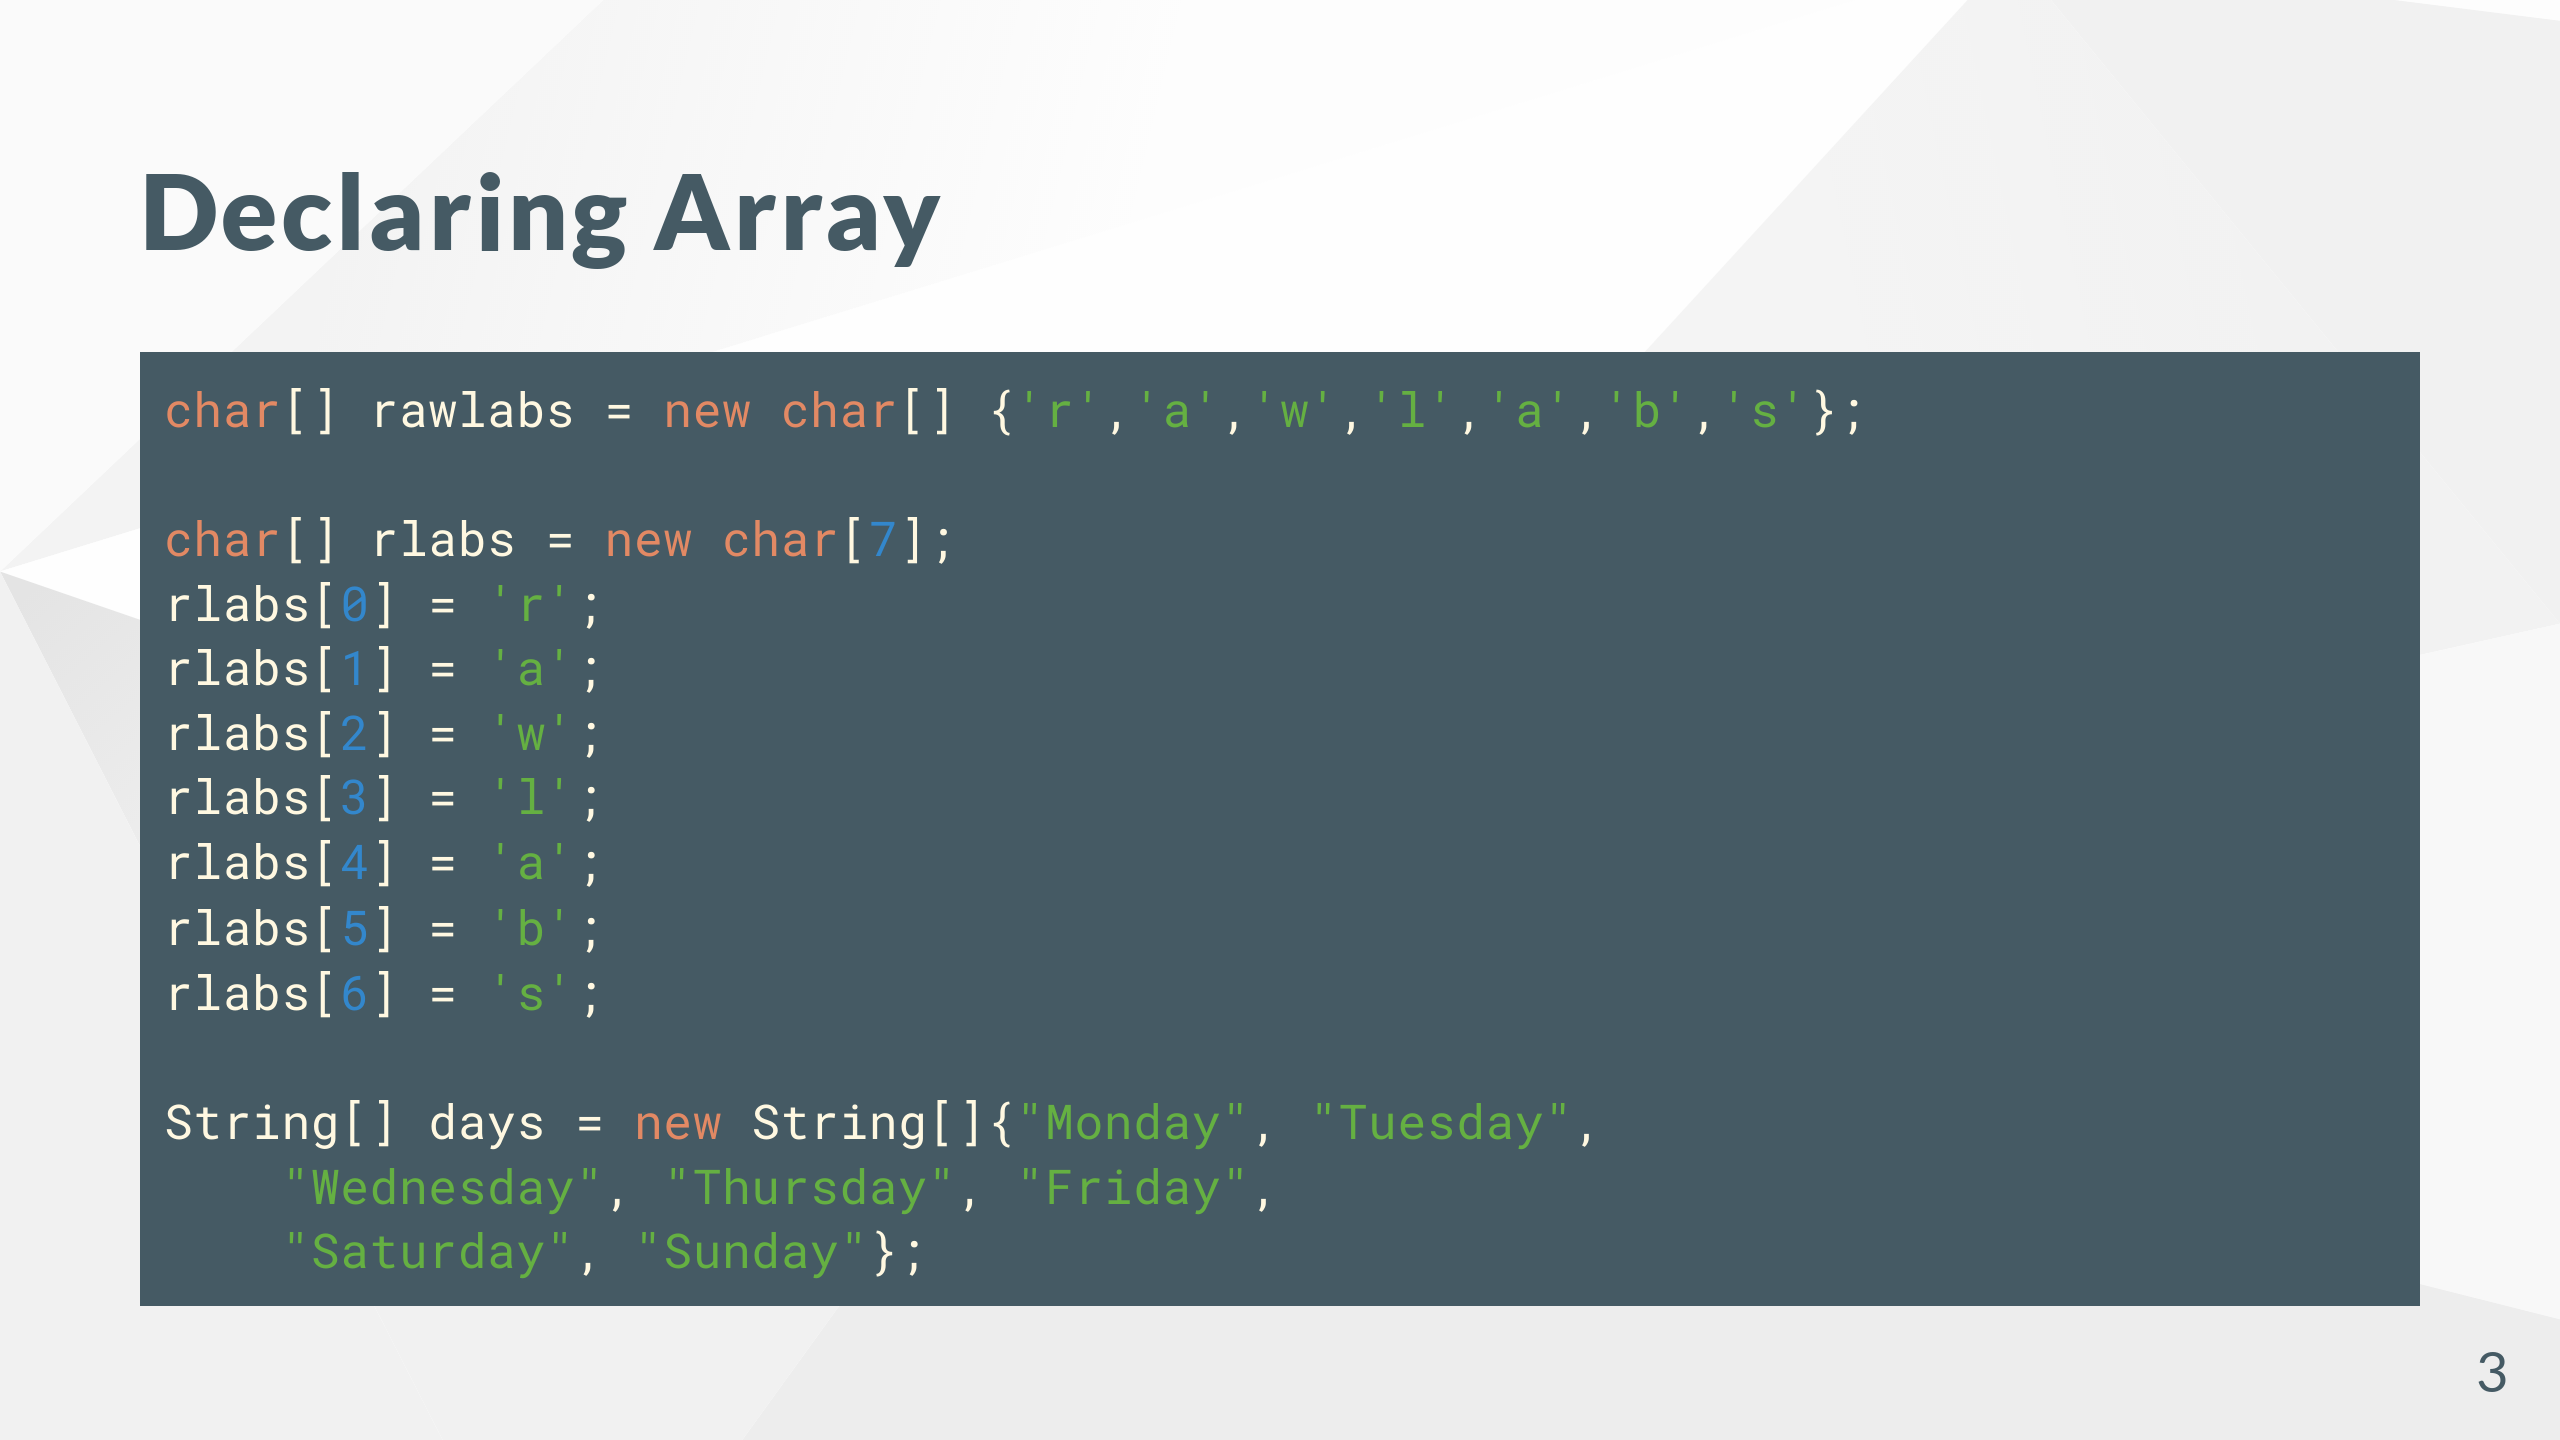 Declaring Array
char[] rawlabs = new char[] {'r','a','w','l','a','b','s'};
char[] rlabs = new char[7];
rlabs[0] = 'r';
rlabs[1] = 'a';
rlabs[2] = 'w';
rlabs[3] = 'l';
rlabs[4] = 'a';
rlabs[5] = 'b';
rlabs[6] = 's';
String[] days = new String[]{"Monday", "Tuesday",
"Wednesday", "Thursday", "Friday",
"Saturday", "Sunday"};
3